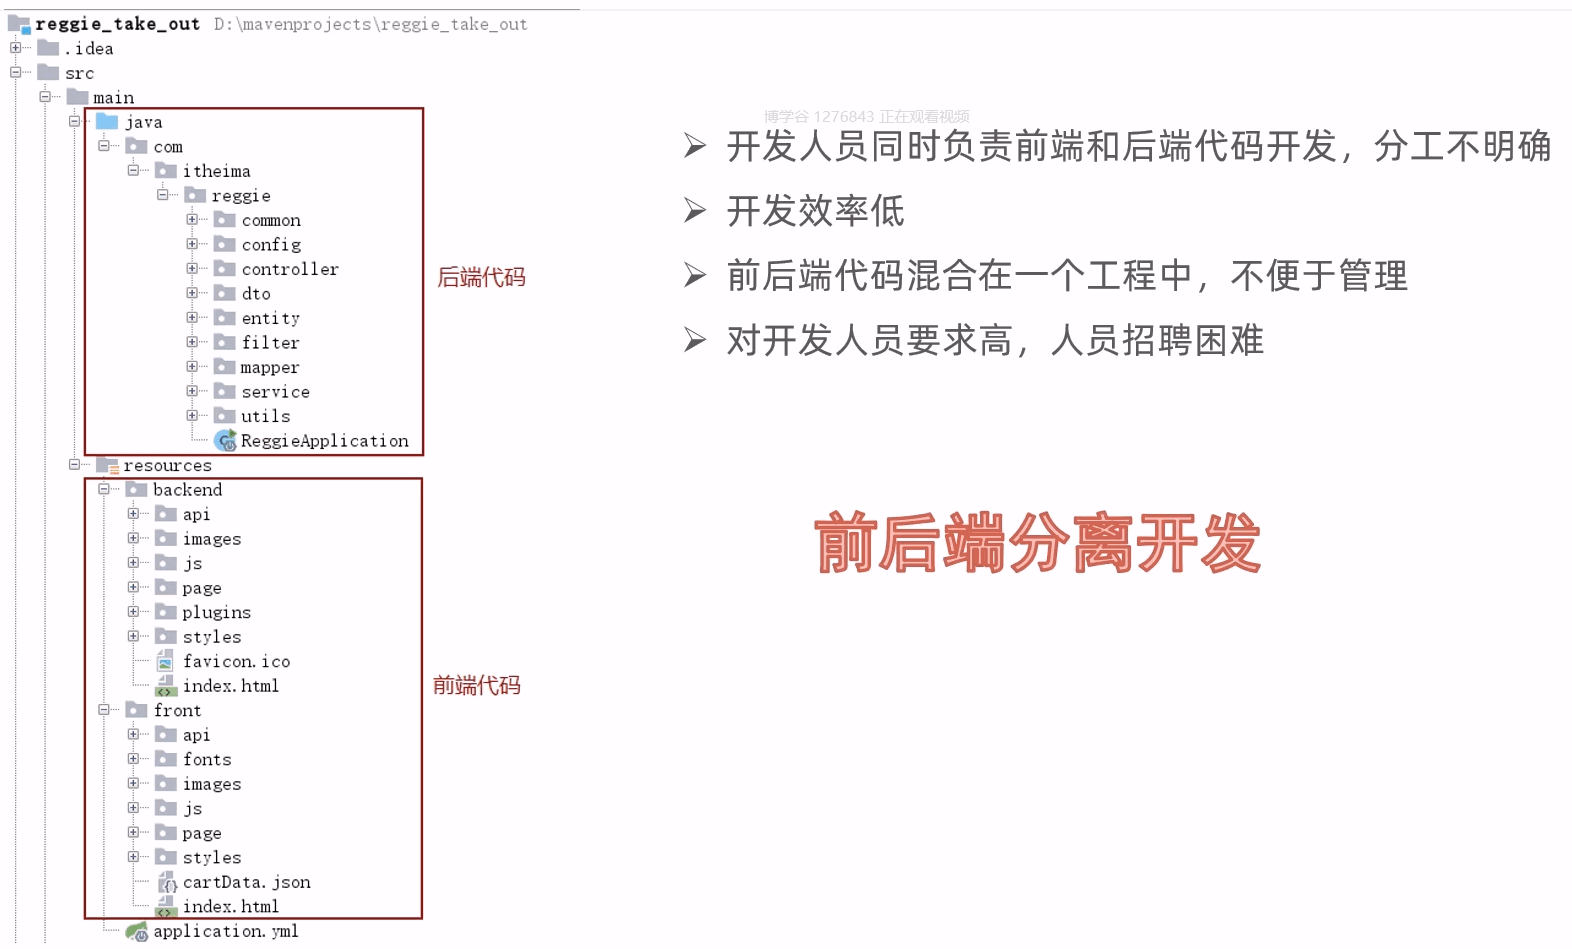 reggie_take_out D:\mavenprojects\reggie_take_out
.idea
src
main
java
com
itheima
reggie
common
config
controller
dto
entity
filter
mapper
service
utils
ReggieApplication
后端代码
resources
backend
api
images
js
page
plugins
styles
favicon.ico
index.html
前端代码
front
api
fonts
images
js
page
styles
cartData.json
index.html
application.yml
博学谷 1276843 正在观看视频
➢ 开发人员同时负责前端和后端代码开发，分工不明确
➢ 开发效率低
➢ 前后端代码混合在一个工程中，不便于管理
➢ 对开发人员要求高，人员招聘困难
前后端分离开发